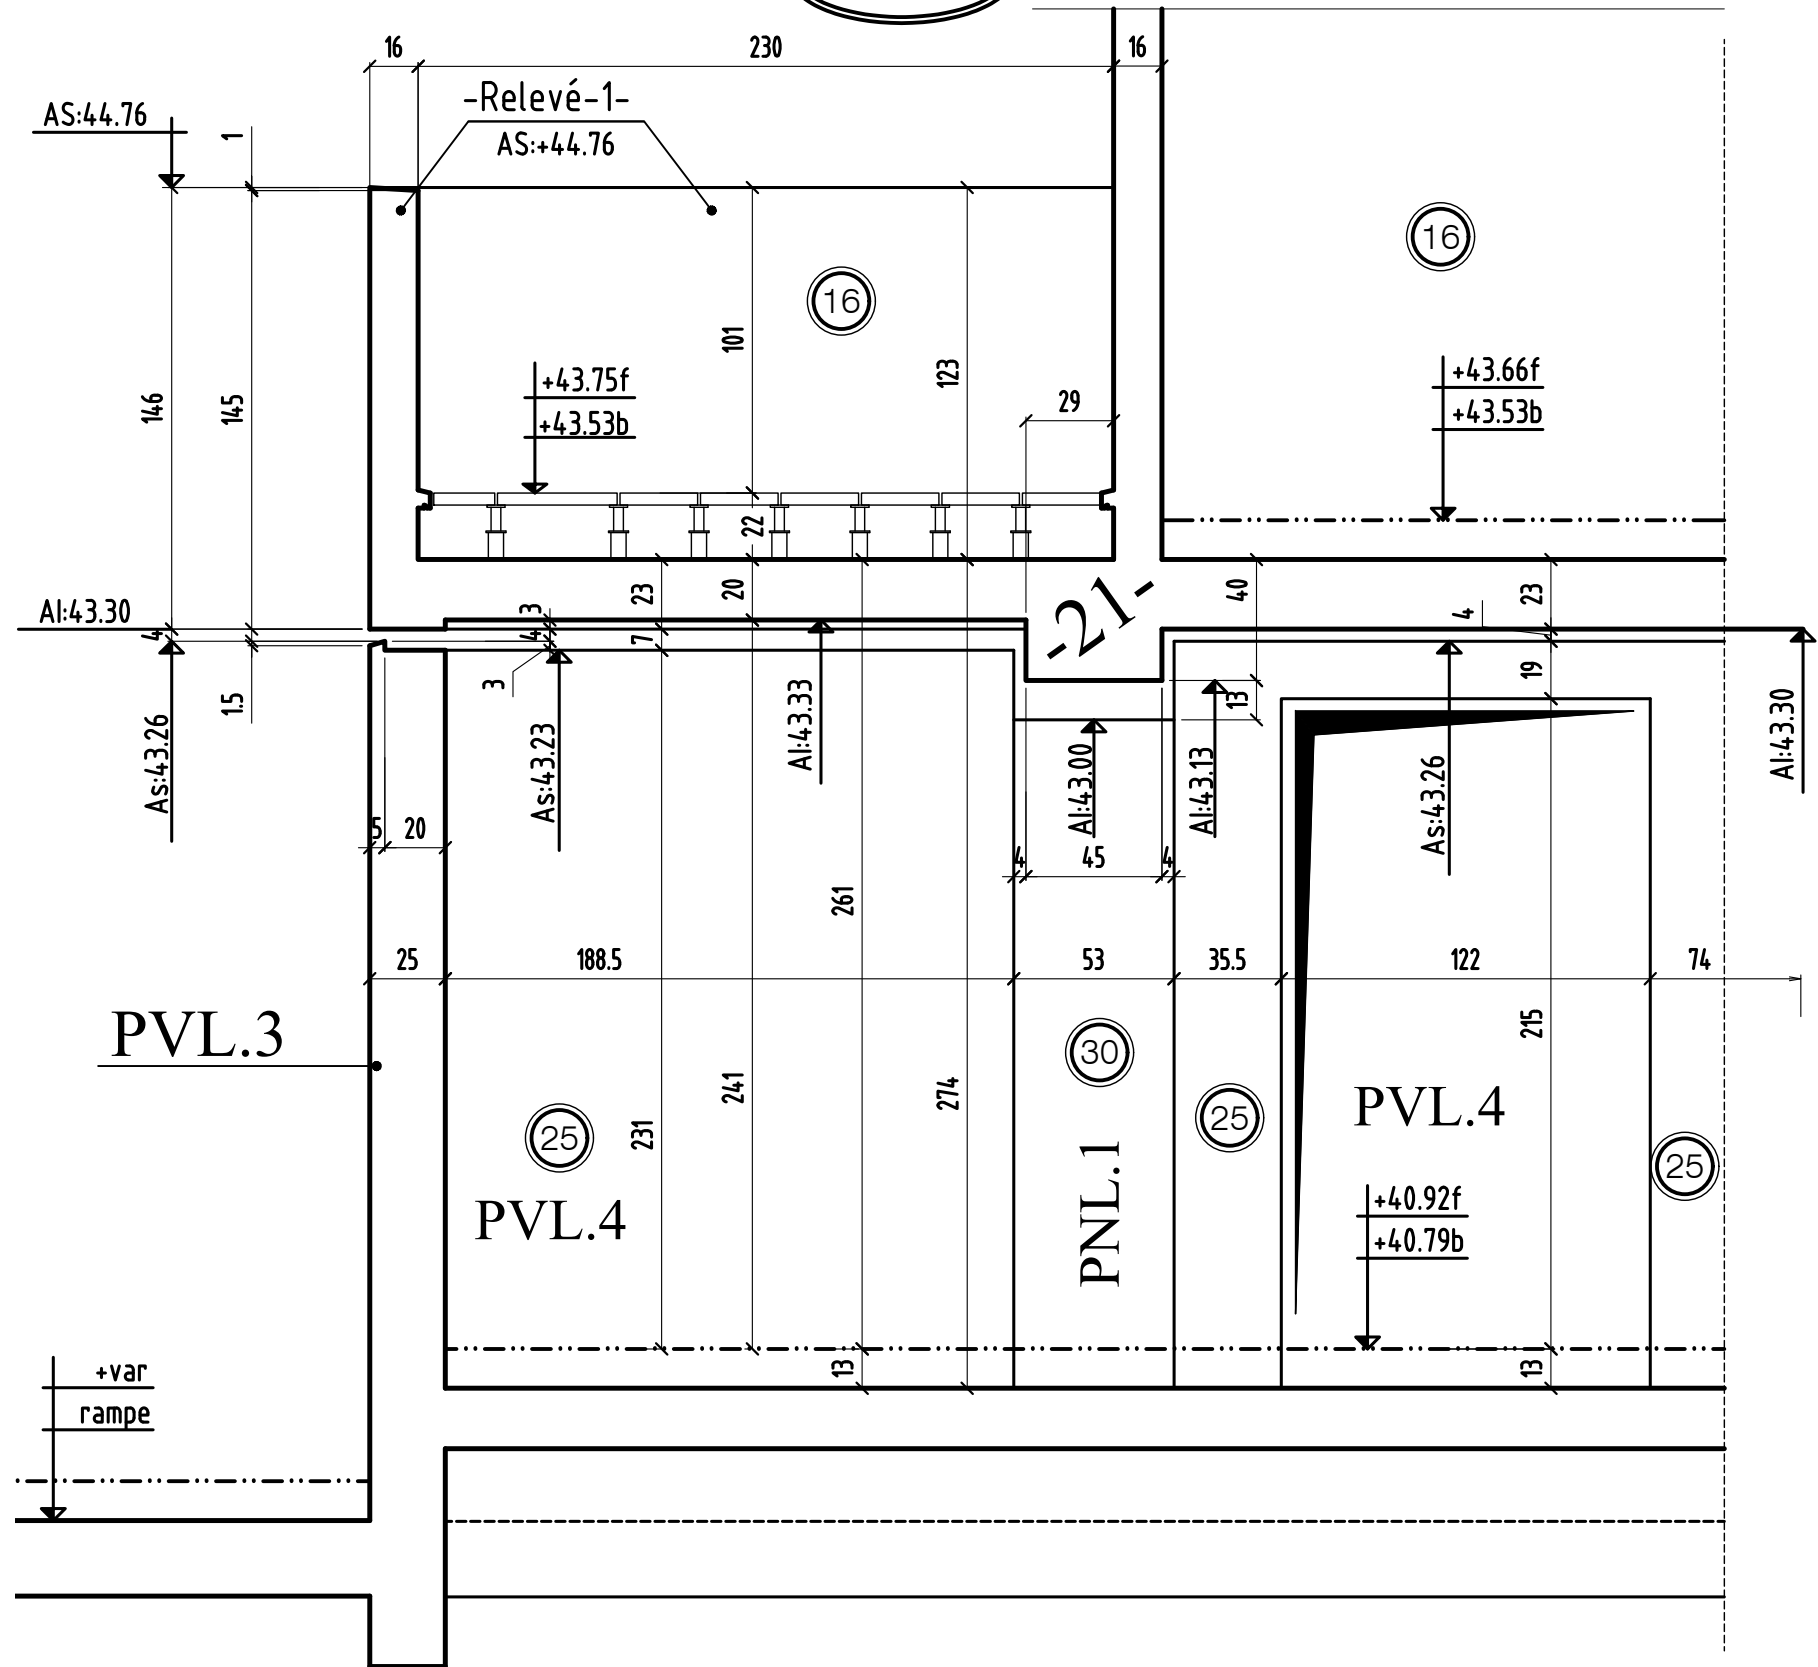 16
230
16
-Relevé-1-
AS:+44.76
AS:44.76
1
16
16
146
145
101
123
+43.75f
+43.53b
29
+43.66f
+43.53b
22
AI:43.30
4
1.5
As:43.26
3
4
3
23
7
20
-21-
40
13
4
23
19
As:43.23
AI:43.33
AI:43.00
AI:43.13
As:43.26
AI:43.30
5
20
4
45
4
261
25
188.5
53
35.5
122
74
PVL.3
30
215
241
274
231
25
25
PVL.4
25
PVL.4
PNL.1
+40.92f
+40.79b
13
13
+var
rampe